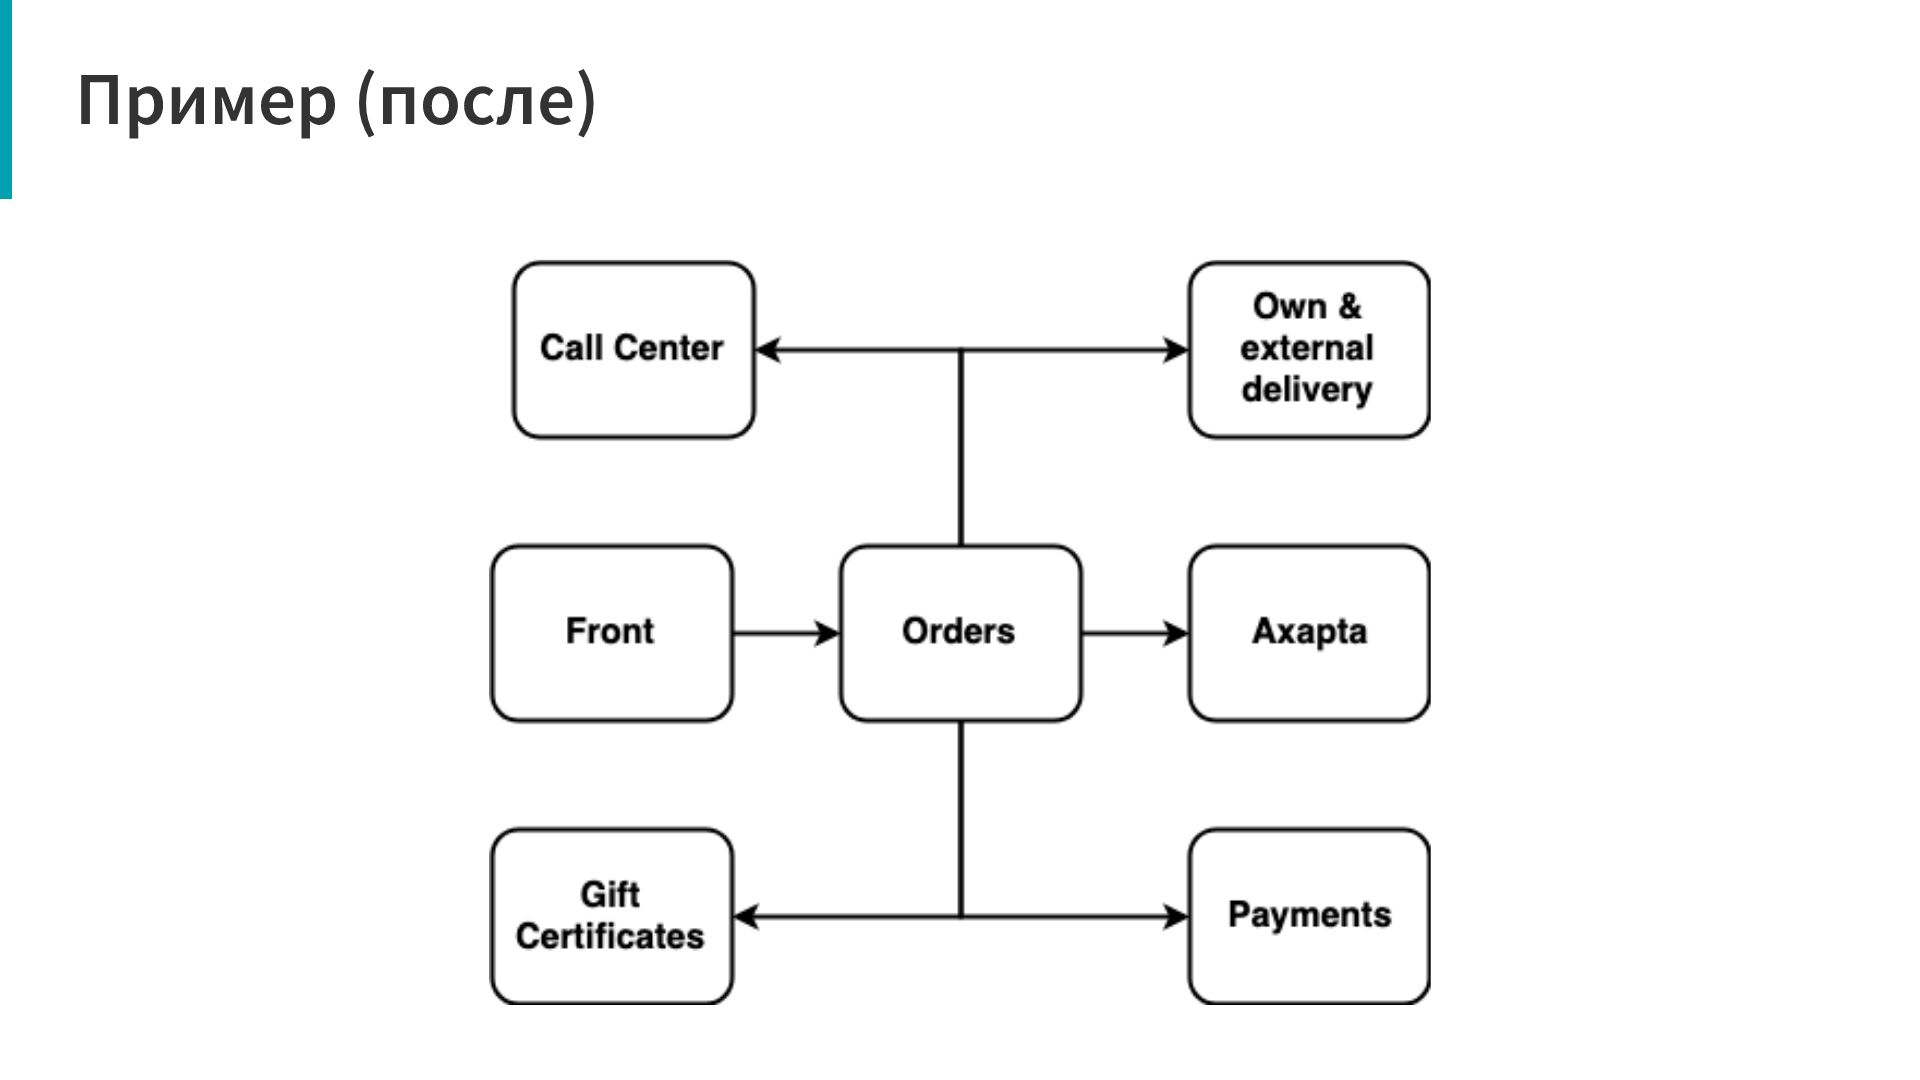 Пример (после)
Call Center
Own &
external
delivery
Front
Orders
Axapta
Gift
Certificates
Payments